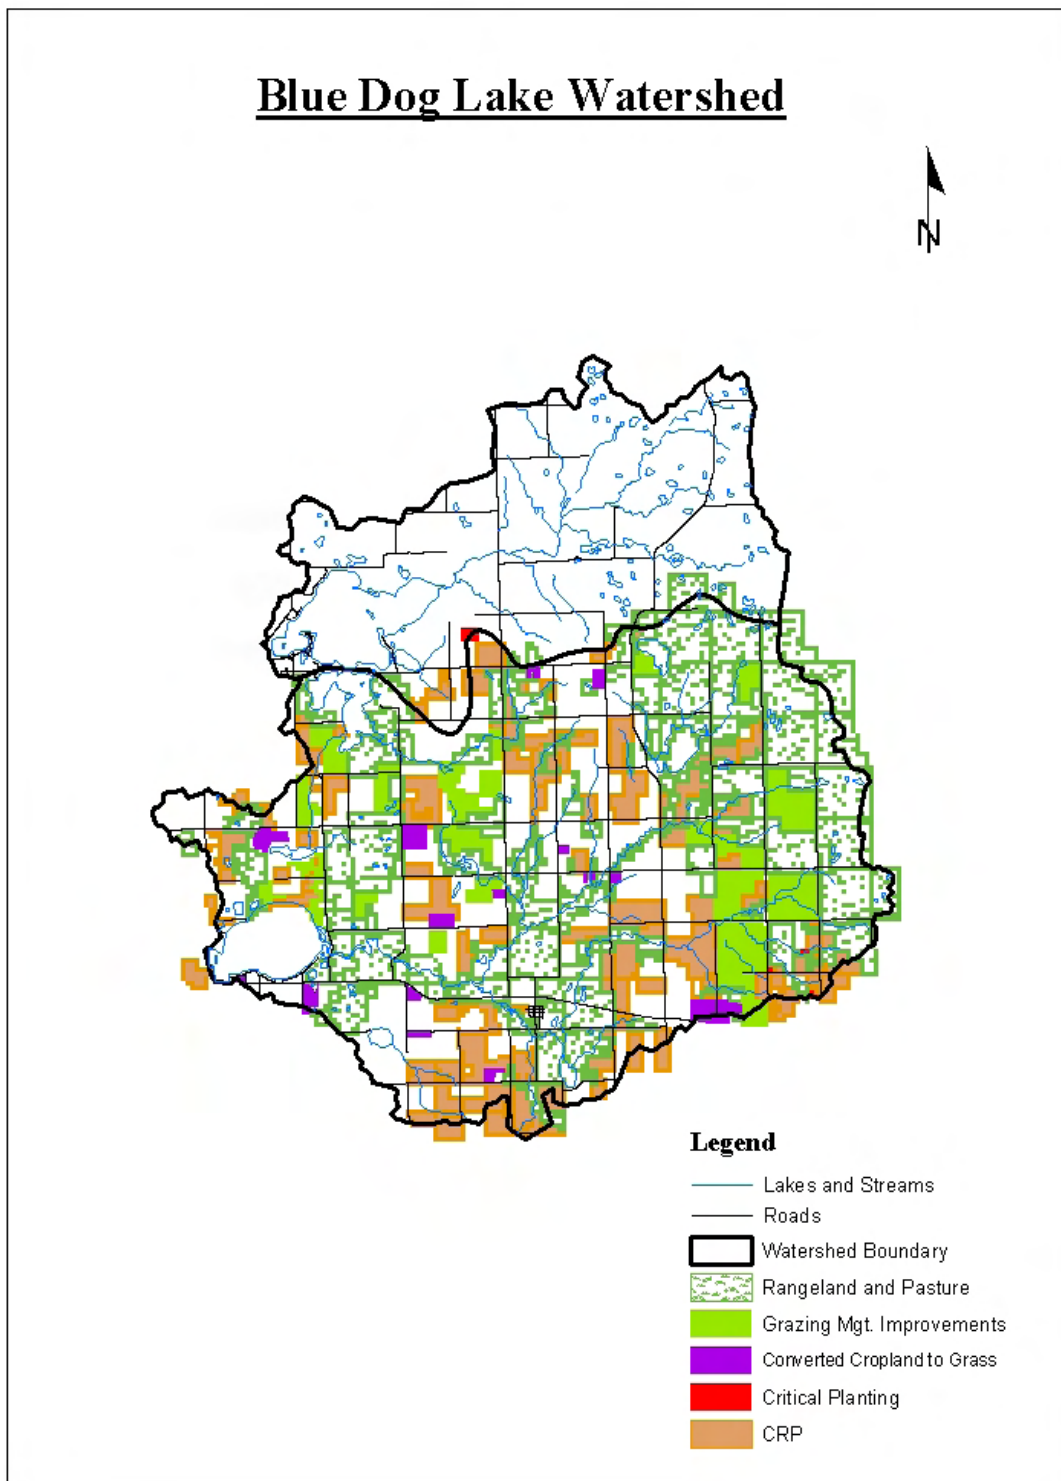 Blue Dog Lake Watershed
N
Legend
Lakes and Streams
Roads
Watershed Boundary
Rangeland and Pasture
Grazing Mgt. Improvements
Converted Cropland to Grass
Critical Planting
CRP